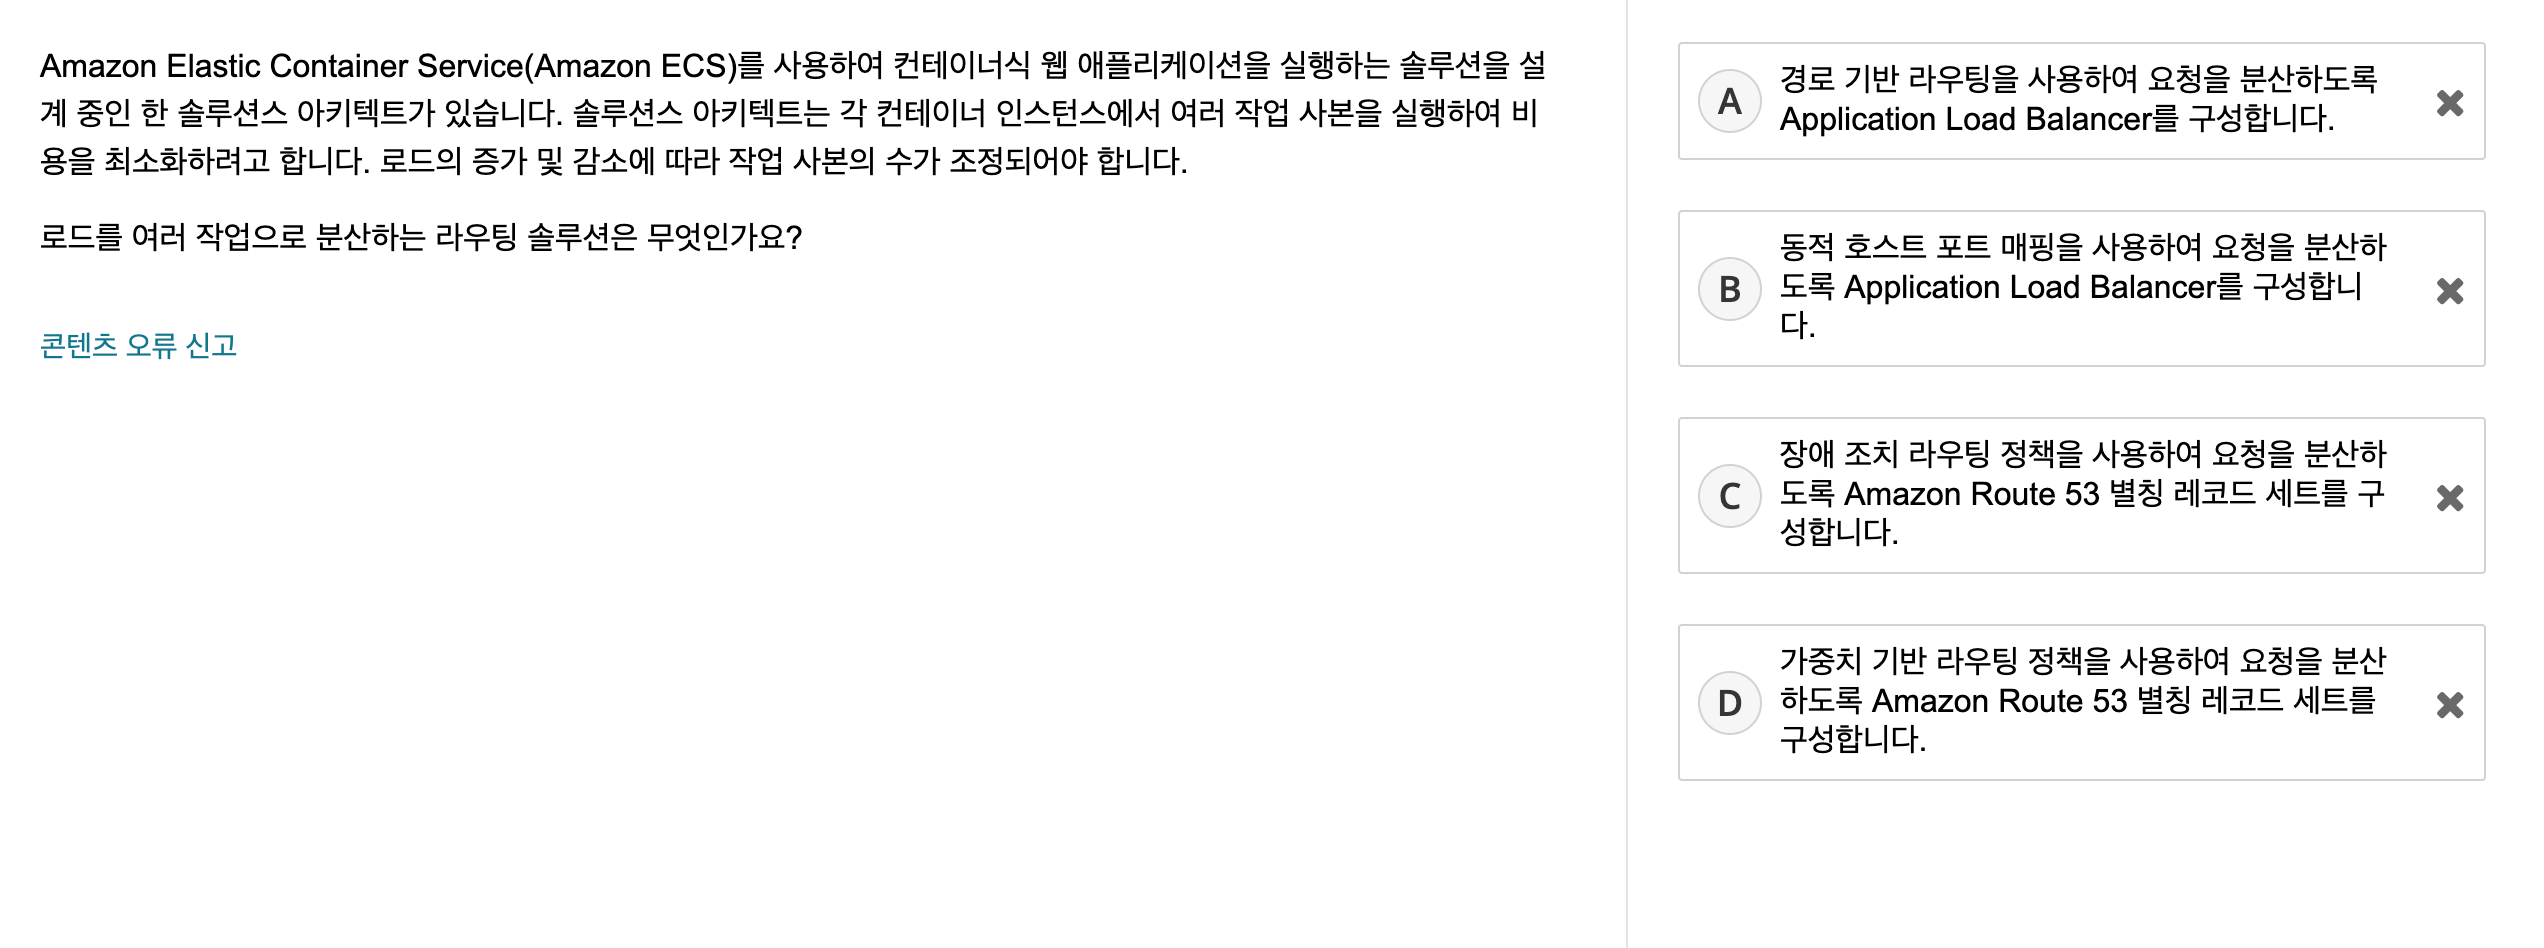 Amazon Elastic Container Service(Amazon ECS)를 사용하여 컨테이너식 웹 애플리케이션을 실행하는 솔루션을 설
계 중인 한 솔루션스 아키텍트가 있습니다. 솔루션스 아키텍트는 각 컨테이너 인스턴스에서 여러 작업 사본을 실행하여 비
용을 최소화하려고 합니다. 로드의 증가 및 감소에 따라 작업 사본의 수가 조정되어야 합니다.
로드를 여러 작업으로 분산하는 라우팅 솔루션은 무엇인가요?
콘텐츠 오류 신고
A
경로 기반 라우팅을 사용하여 요청을 분산하도록
Application Load Balancer를 구성합니다.
B
동적 호스트 포트 매핑을 사용하여 요청을 분산하
도록 Application Load Balancer를 구성합니
다.
C
장애 조치 라우팅 정책을 사용하여 요청을 분산하
도록 Amazon Route 53 별칭 레코드 세트를 구
성합니다.
D
가중치 기반 라우팅 정책을 사용하여 요청을 분산
하도록 Amazon Route 53 별칭 레코드 세트를
구성합니다.